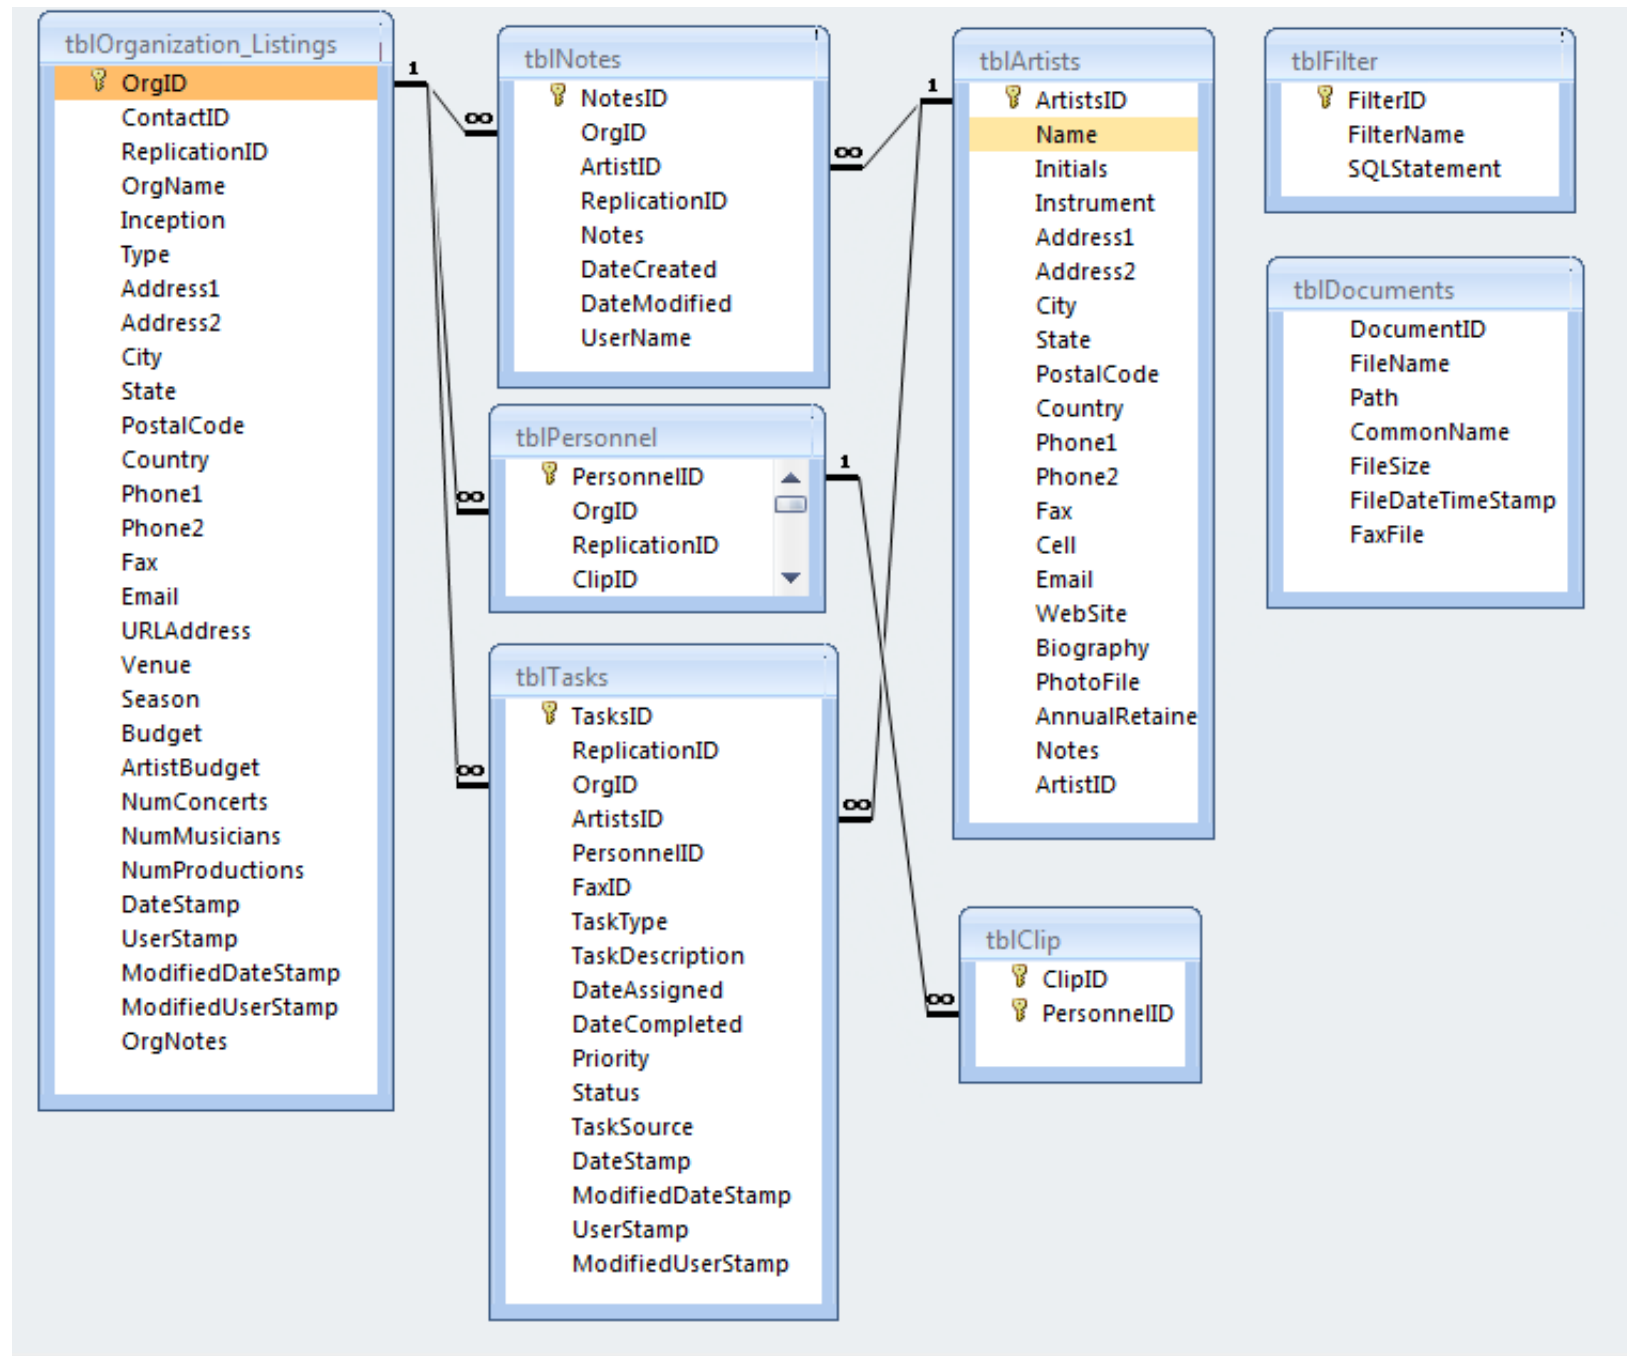 tblOrganization_Listings
OrgID
ContactID
ReplicationID
OrgName
Inception
Type
Address1
Address2
City
State
PostalCode
Country
Phone1
Phone2
Fax
Email
URLAddress
Venue
Season
Budget
ArtistBudget
NumConcerts
NumMusicians
NumProductions
DateStamp
UserStamp
ModifiedDateStamp
ModifiedUserStamp
OrgNotes
1
∞
∞
∞
tblNotes
NotesID
OrgID
ArtistID
ReplicationID
Notes
DateCreated
DateModified
UserName
∞
tblPersonnel
PersonnelID
OrgID
ReplicationID
ClipID
1
tblTasks
TasksID
ReplicationID
OrgID
ArtistsID
PersonnelID
FaxID
TaskType
TaskDescription
DateAssigned
DateCompleted
Priority
Status
TaskSource
DateStamp
ModifiedDateStamp
UserStamp
ModifiedUserStamp
∞
1
tblArtists
ArtistsID
Name
Initials
Instrument
Address1
Address2
City
State
PostalCode
Country
Phone1
Phone2
Fax
Cell
Email
WebSite
Biography
PhotoFile
AnnualRetaine
Notes
ArtistID
∞
tblClip
ClipID
PersonnelID
tblFilter
FilterID
FilterName
SQLStatement
tblDocuments
DocumentID
FileName
Path
CommonName
FileSize
FileDateTimeStamp
FaxFile